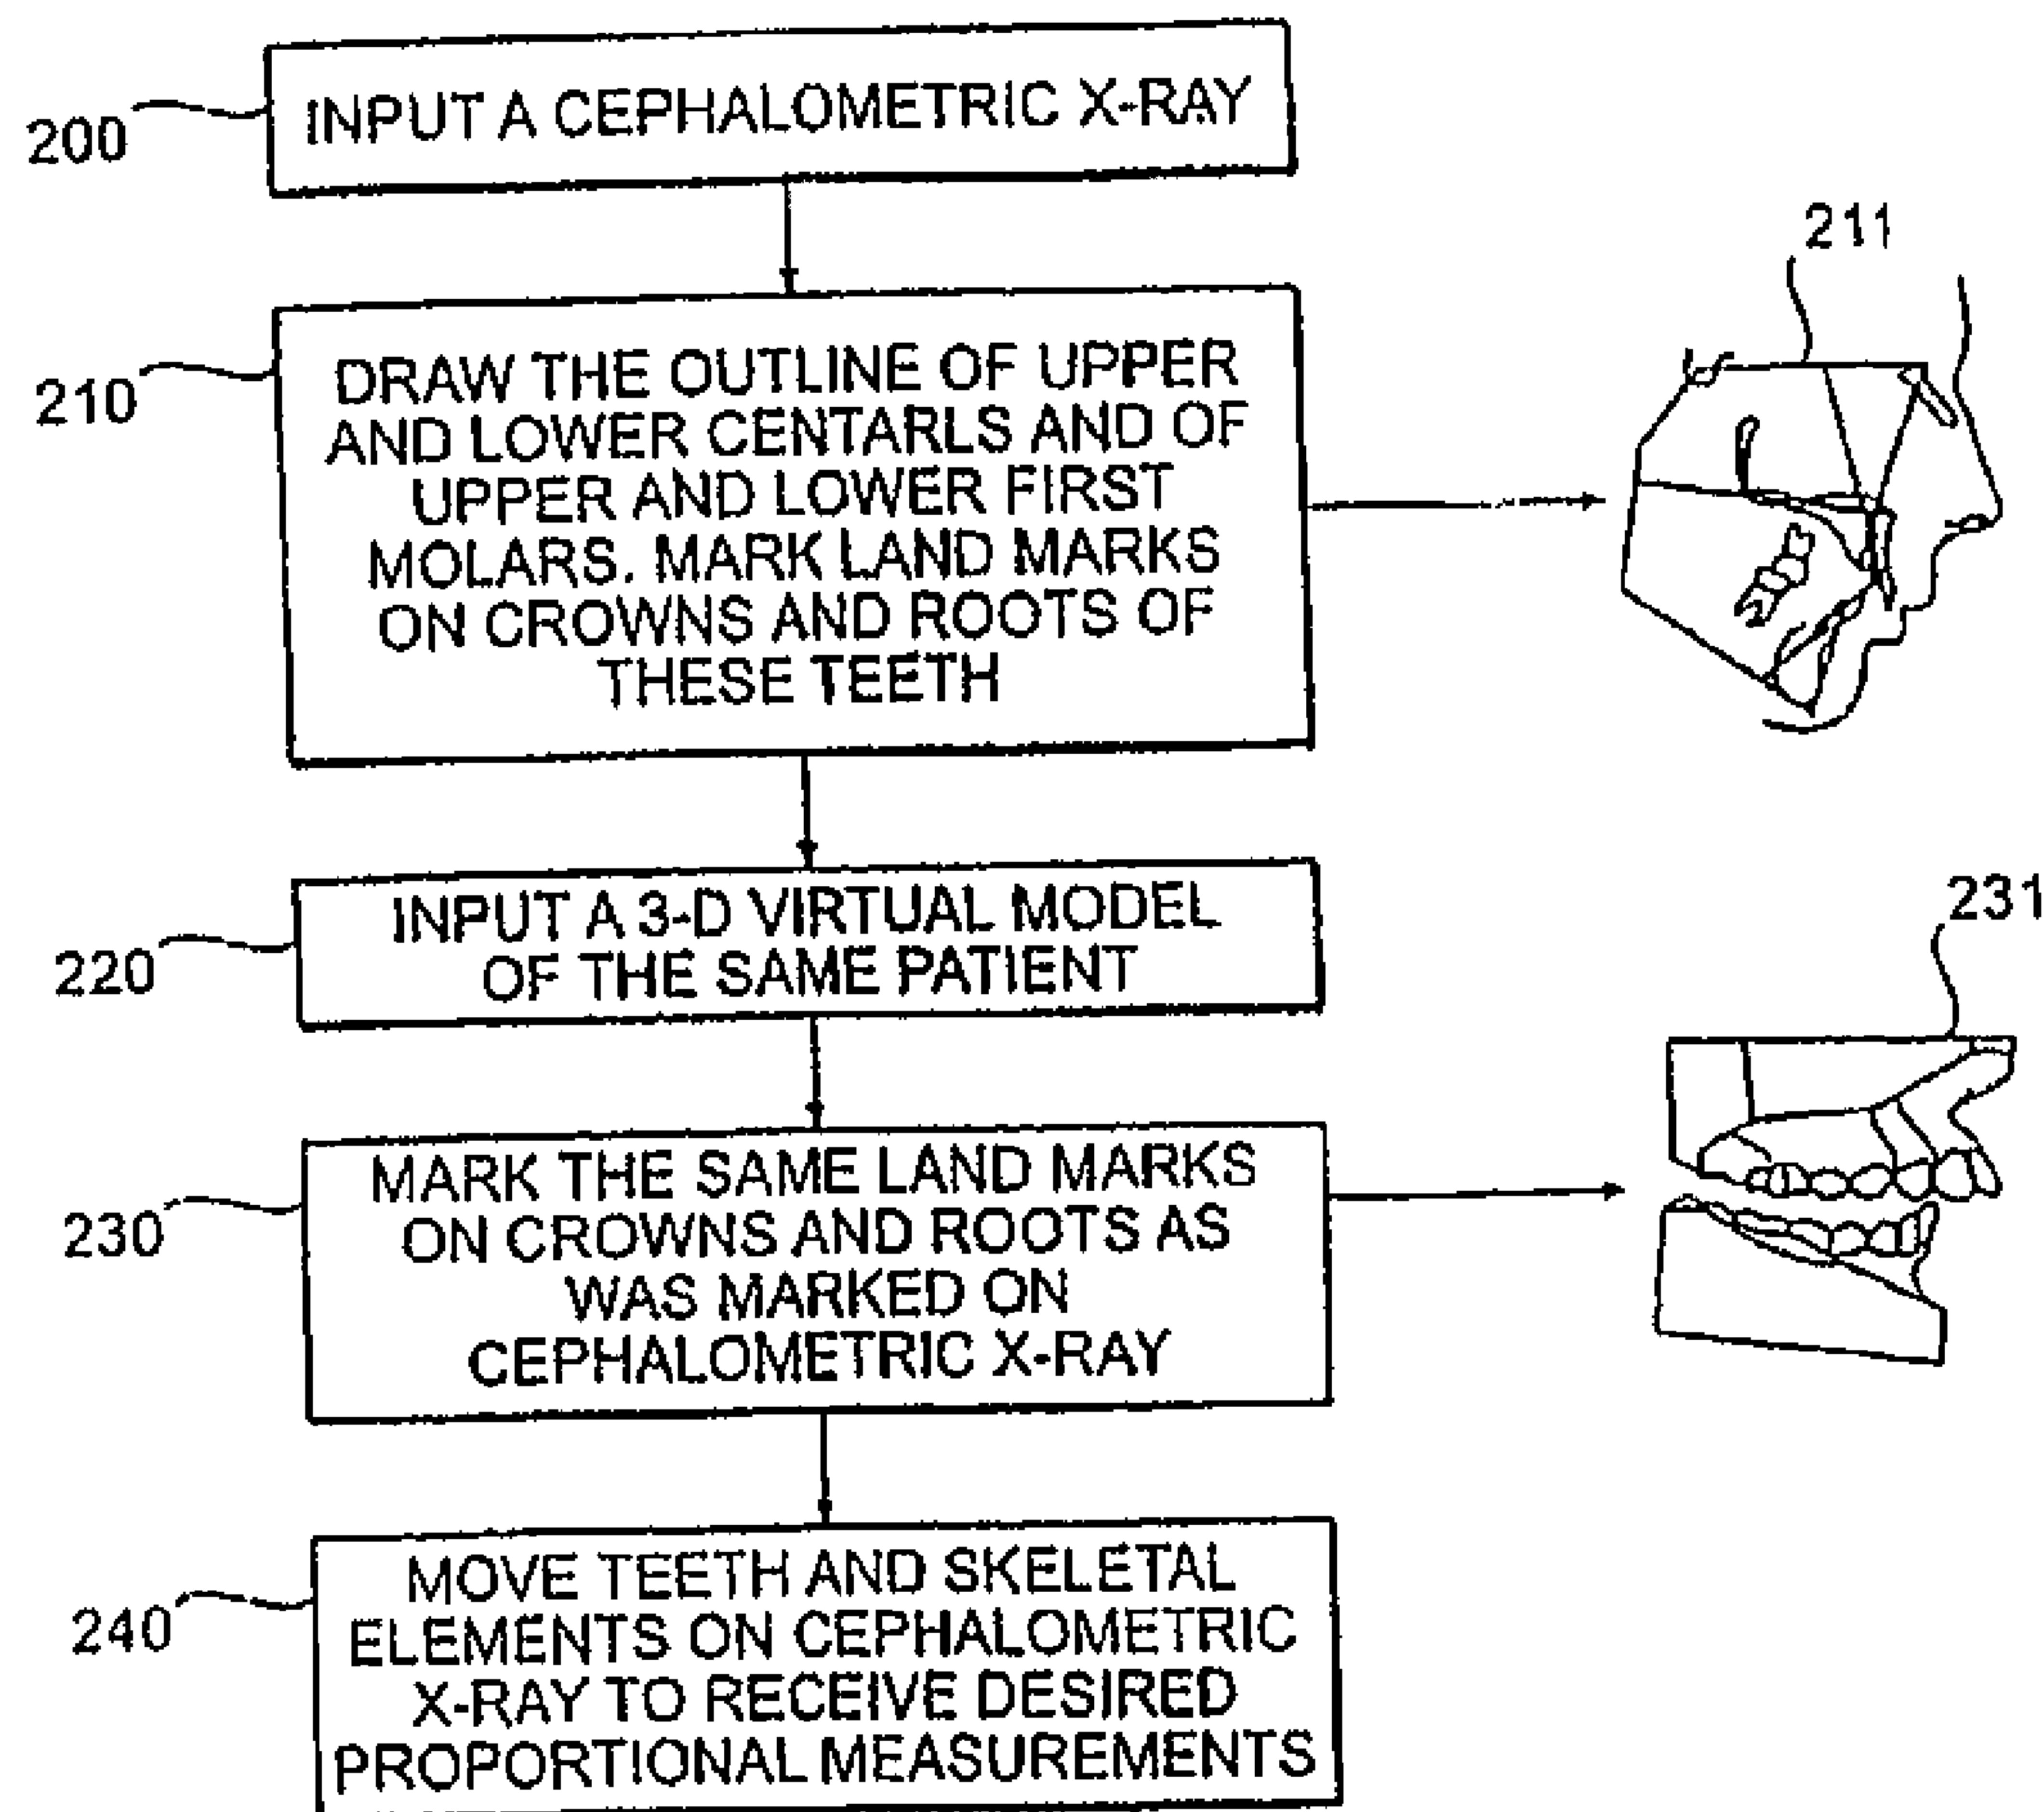 200
INPUT A CEPHALOMETRIC X-RAY
211
210
DRAW THE OUTLINE OF UPPER
AND LOWER CENTARLS AND OF
UPPER AND LOWER FIRST
MOLARS. MARK LAND MARKS
ON CROWNS AND ROOTS OF
THESE TEETH
220
INPUT A 3-D VIRTUAL MODEL
OF THE SAME PATIENT
231
230
MARK THE SAME LAND MARKS
ON CROWNS AND ROOTS AS
WAS MARKED ON
CEPHALOMETRIC X-RAY
240
MOVE TEETH AND SKELETAL
ELEMENTS ON CEPHALOMETRIC
X-RAY TO RECEIVE DESIRED
PROPORTIONAL MEASUREMENTS